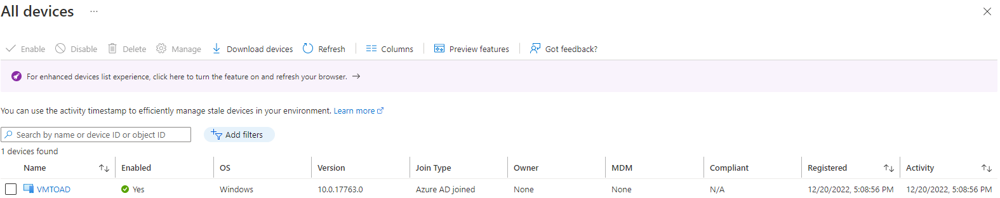 All devices ...
Enable Disable Delete Manage Download devices Refresh Columns Preview features Got feedback?
For enhanced devices list experience, click here to turn the feature on and refresh your browser. →
You can use the activity timestamp to efficiently manage stale devices in your environment. Learn more
Search by name or device ID or object ID Add filters
1 devices found
Name Enabled OS Version Join Type Owner MDM Compliant Registered Activity
VMTOAD Yes Windows 10.0.17763.0 Azure AD joined None None N/A 12/20/2022, 5:08:56 PM 12/20/2022, 5:08:56 PM